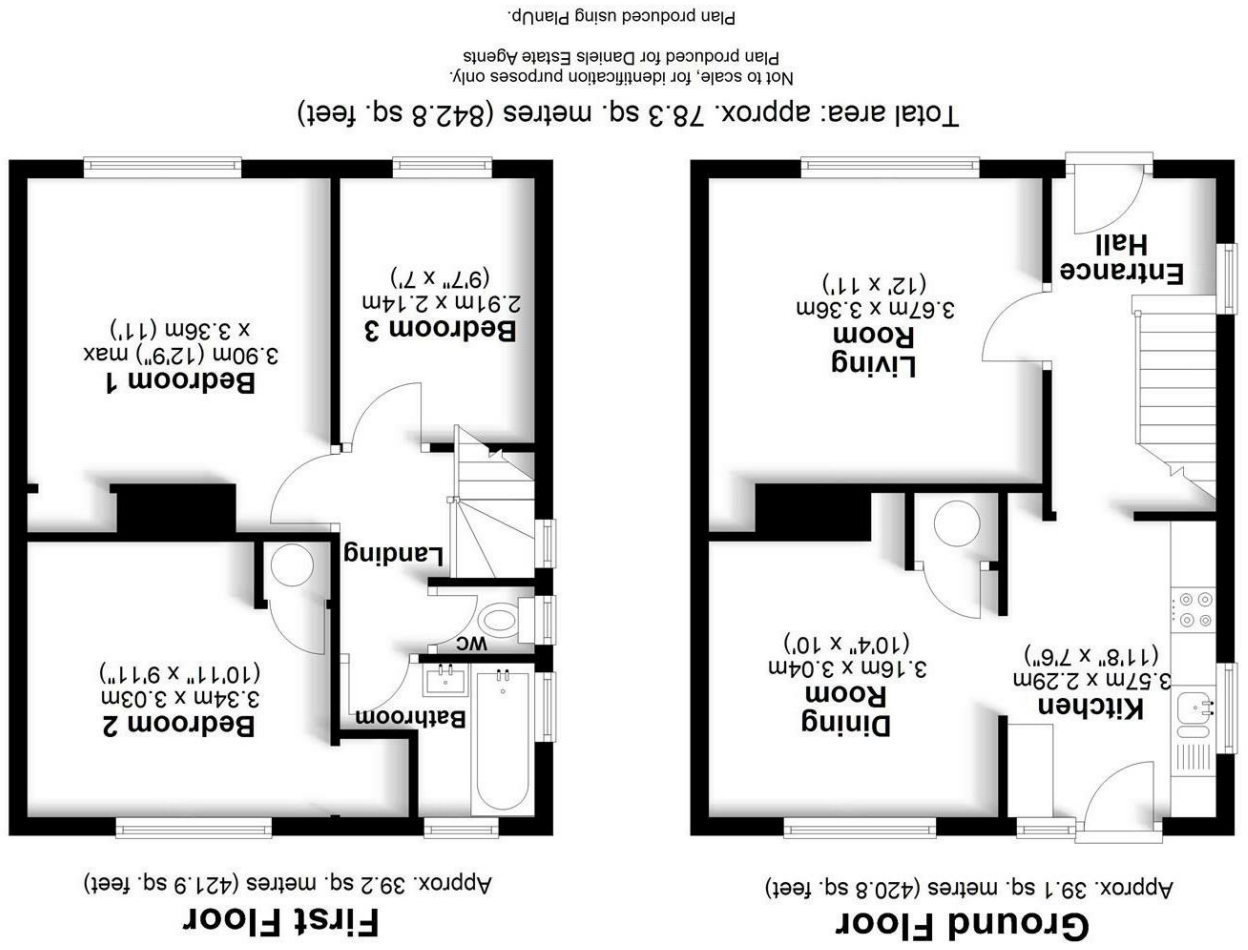 Ground Floor
Approx. 39.1 sq. metres (420.8 sq. feet)
Kitchen
3.57m x 2.29m
(11'8" x 7'6")
Dining
Room
3.16m x 3.04m
(10'4" x 10')
Living
Room
3.67m x 3.36m
(12' x 11')
Entrance
Hall
First Floor
Approx. 39.2 sq. metres (421.9 sq. feet)
Bathroom
Bedroom 2
3.34m x 3.03m
(10'11" x 9'11")
WC
Landing
Bedroom 1
3.90m (12'9") max
x 3.36m (11')
Bedroom 3
2.91m x 2.14m
(9'7" x 7')
Total area: approx. 78.3 sq. metres (842.8 sq. feet)
Not to scale, for identification purposes only.
Plan produced for Daniels Estate Agents
Plan produced using PlanUp.